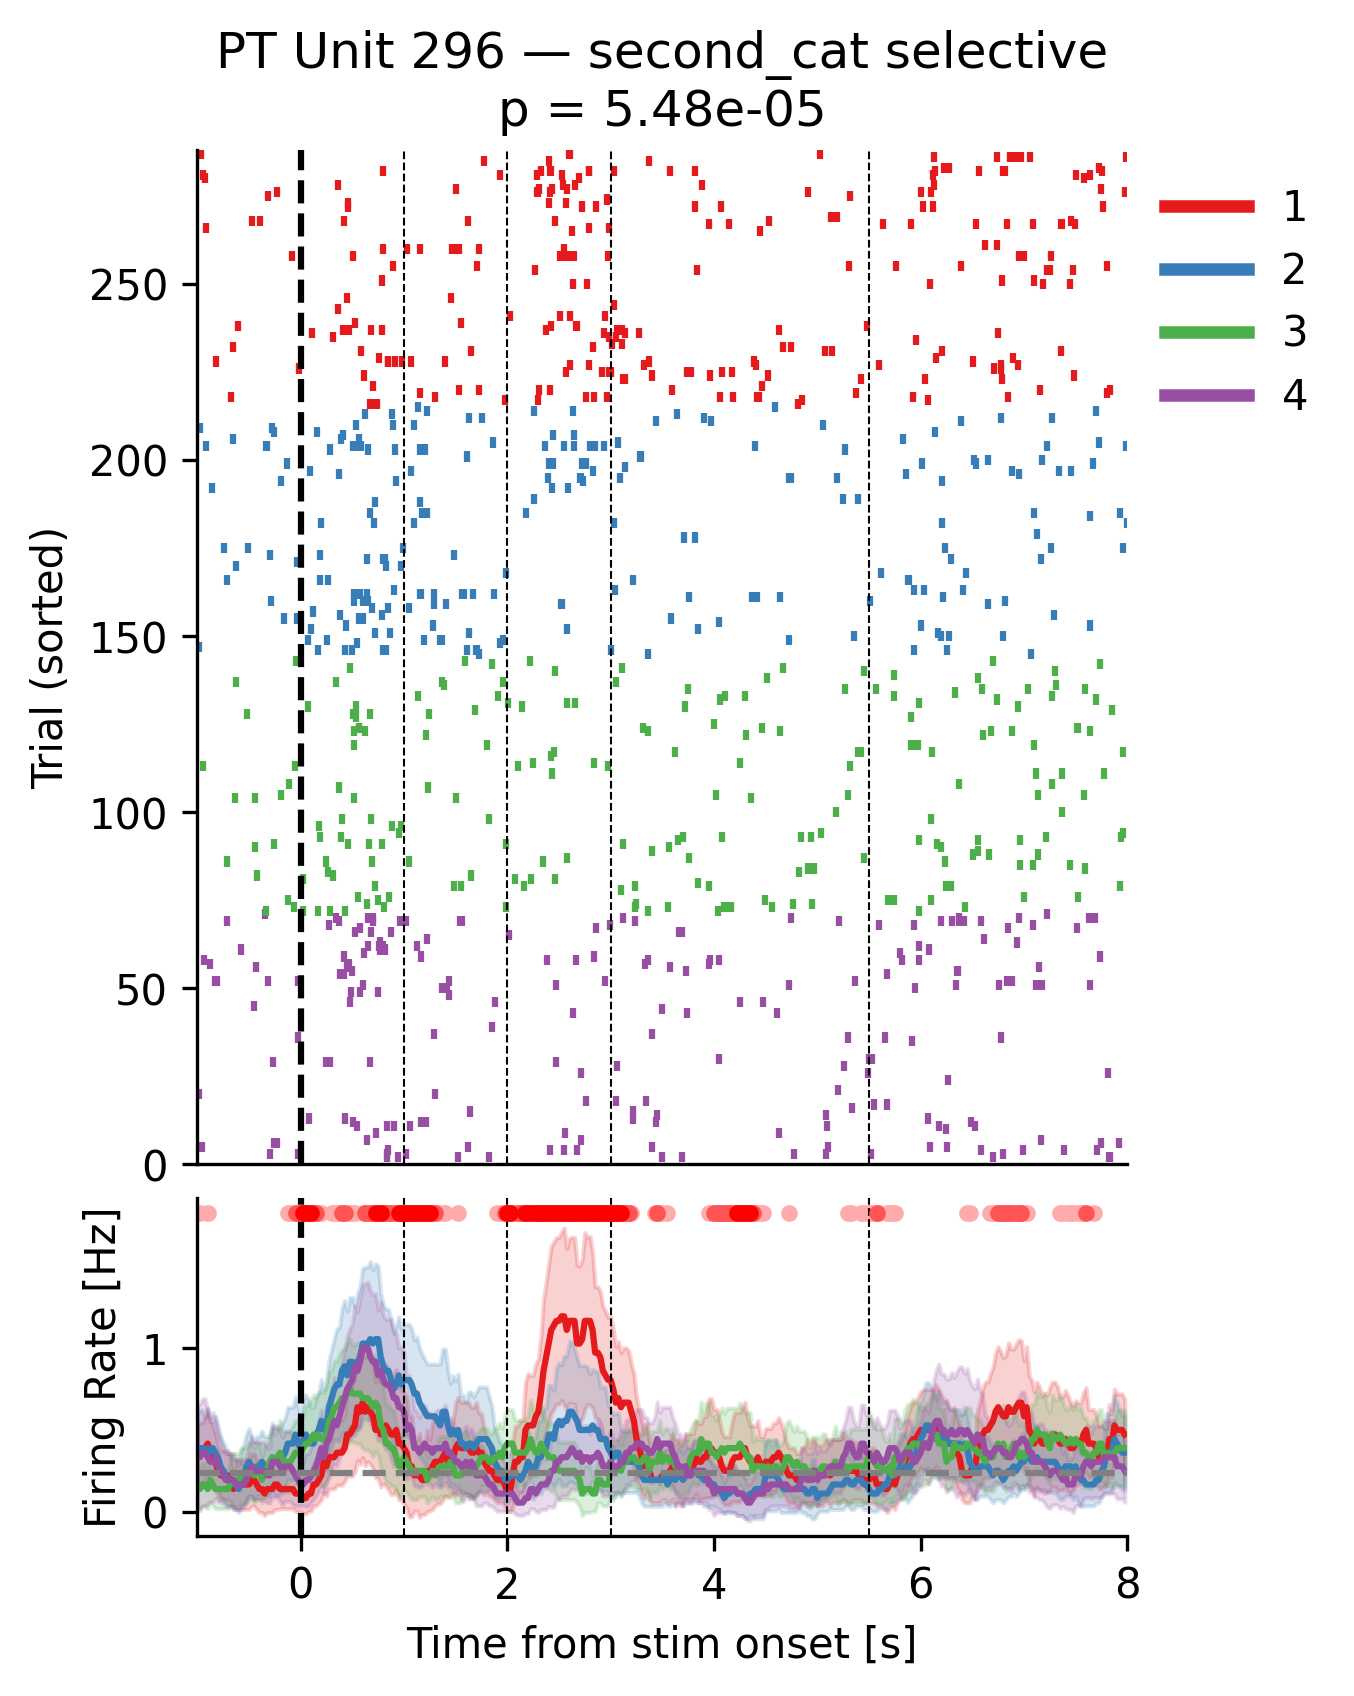 PT Unit 296 — second_cat selective
p = 5.48e-05
1
2
3
4
250
200
150
100
50
0
Trial (sorted)
1
0
Firing Rate [Hz]
0 2 4 6 8
Time from stim onset [s]